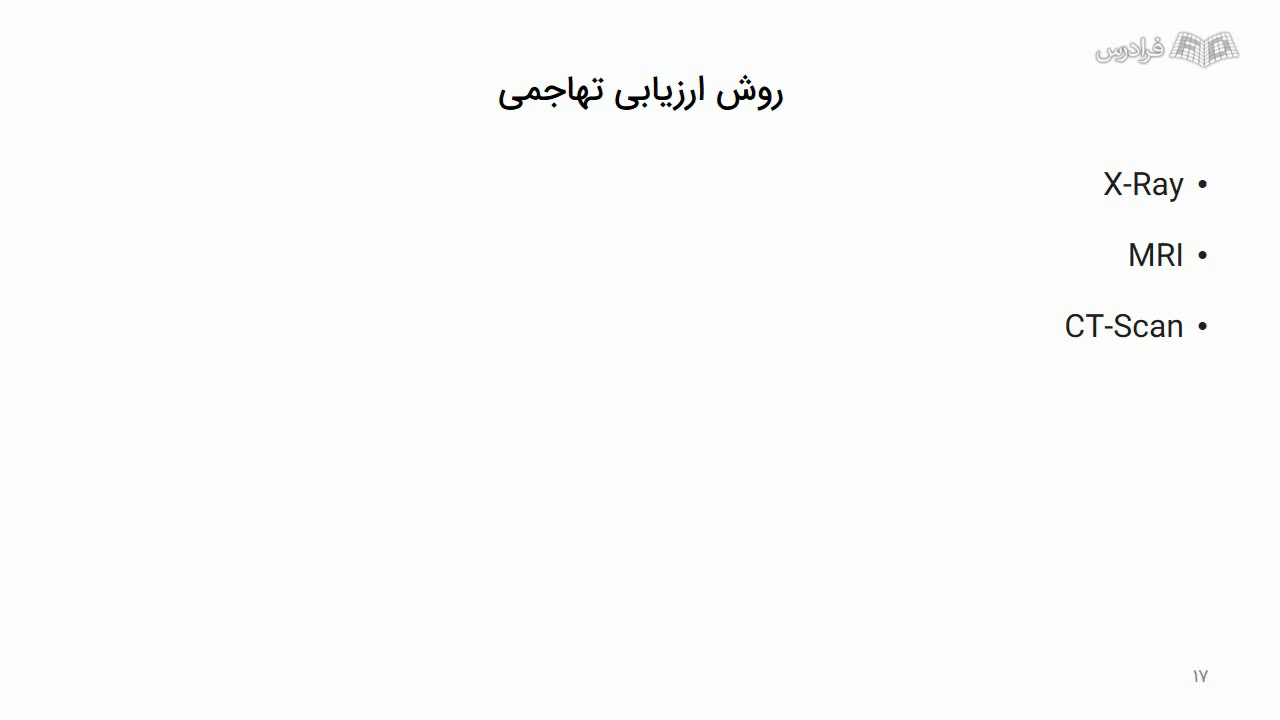 فرادرس
روش ارزیابی تهاجمی
• X-Ray
• MRI
• CT-Scan
۱۷